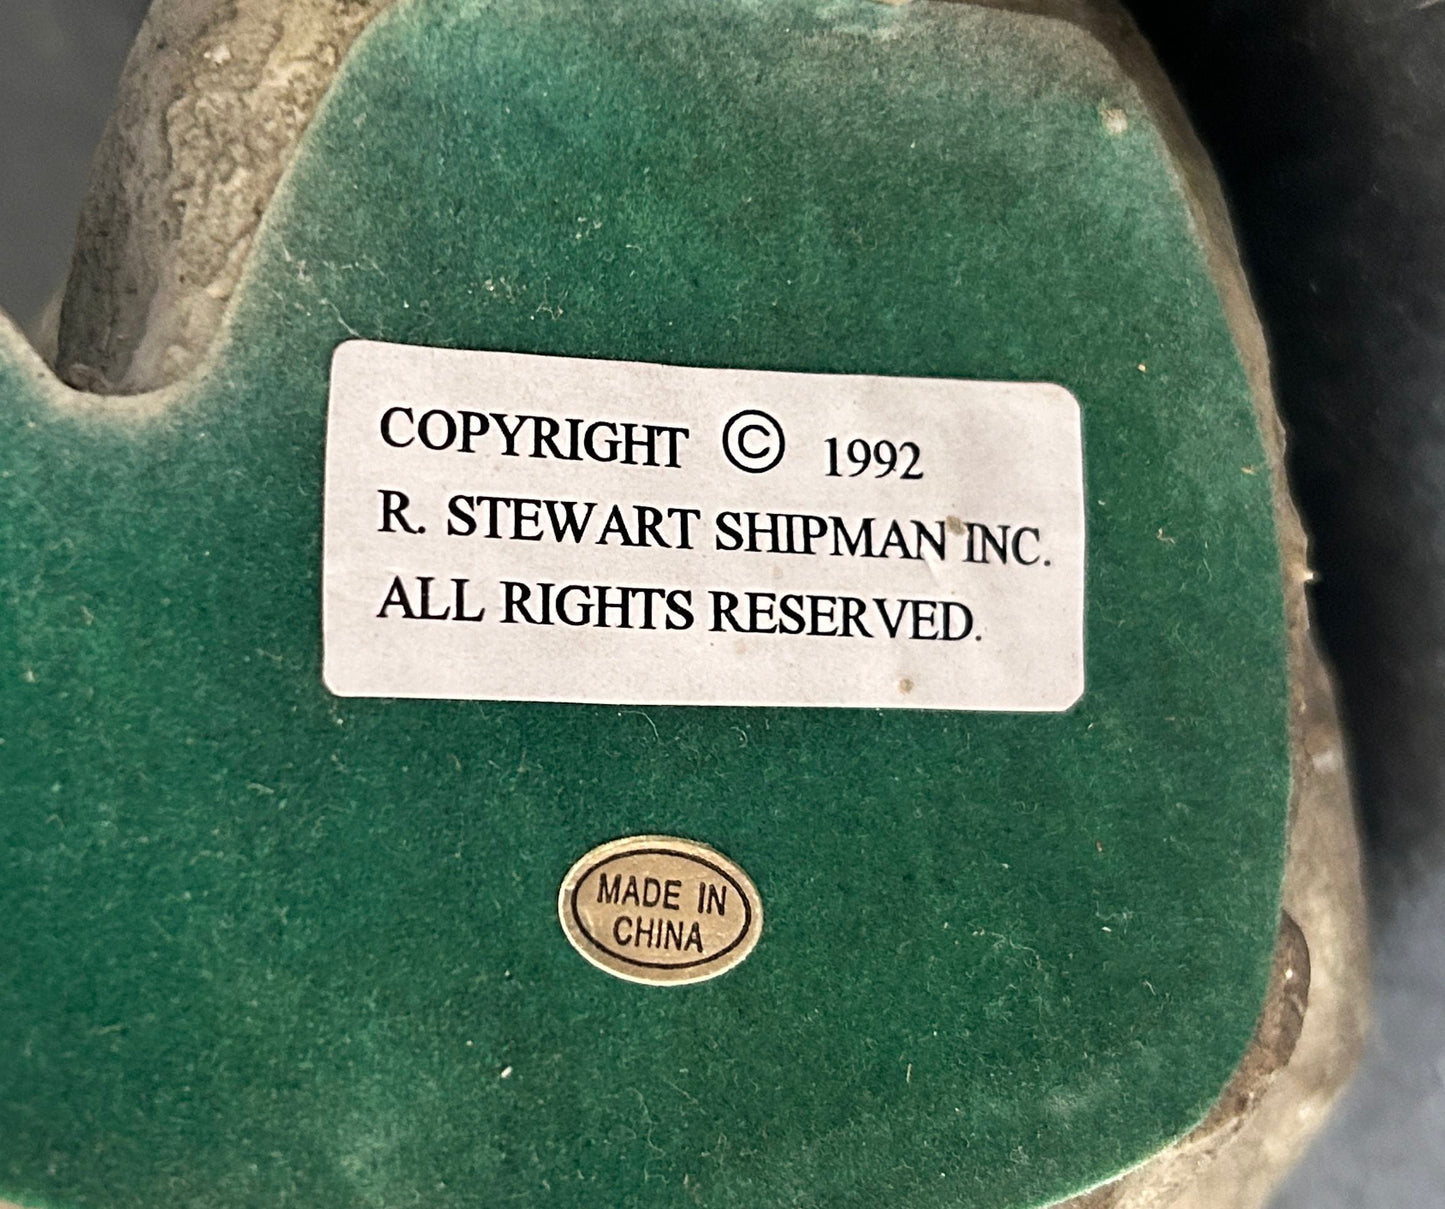 COPYRIGHT © 1992
R. STEWART SHIPMAN INC.
ALL RIGHTS RESERVED.
MADE IN
CHINA